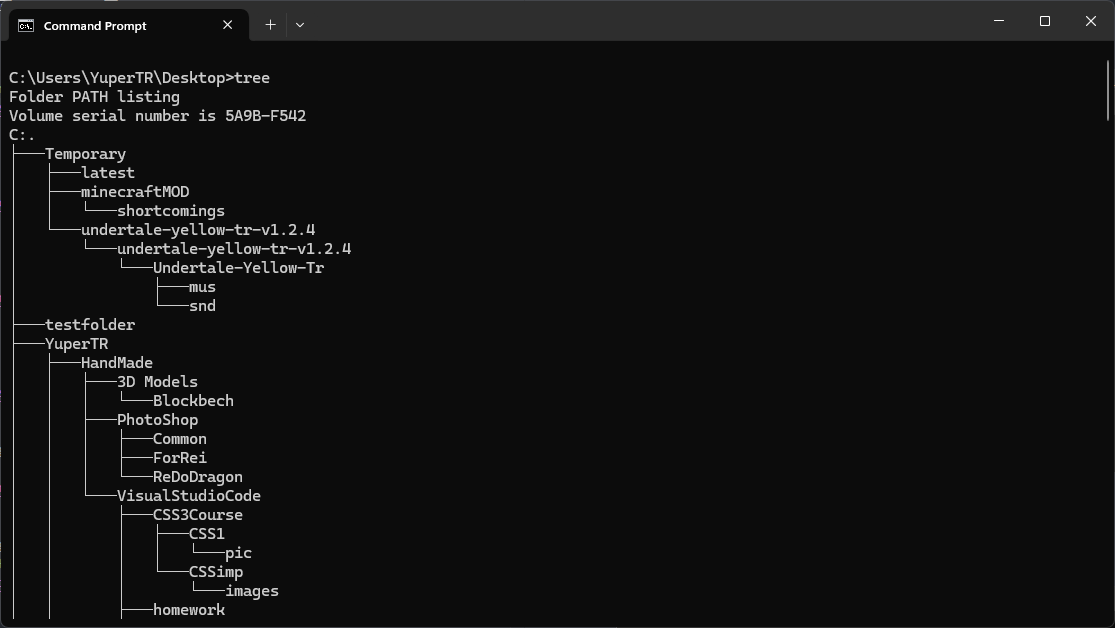 Command Prompt
C:\Users\YuperTR\Desktop>tree
Folder PATH listing
Volume serial number is 5A9B-F542
C:.
├───Temporary
│   ├───latest
│   ├───minecraftMOD
│   │   └───shortcomings
│   └───undertale-yellow-tr-v1.2.4
│       └───undertale-yellow-tr-v1.2.4
│           └───Undertale-Yellow-Tr
│               ├───mus
│               └───snd
├───testfolder
├───YuperTR
│   ├───HandMade
│   │   ├───3D Models
│   │   │   └───Blockbech
│   │   ├───PhotoShop
│   │   │   ├───Common
│   │   │   ├───ForRei
│   │   │   └───ReDoDragon
│   │   └───VisualStudioCode
│   │       ├───CSS3Course
│   │       │   ├───CSS1
│   │       │   │   └───pic
│   │       │   └───CSSimp
│   │       │       └───images
│   │       ├───homework